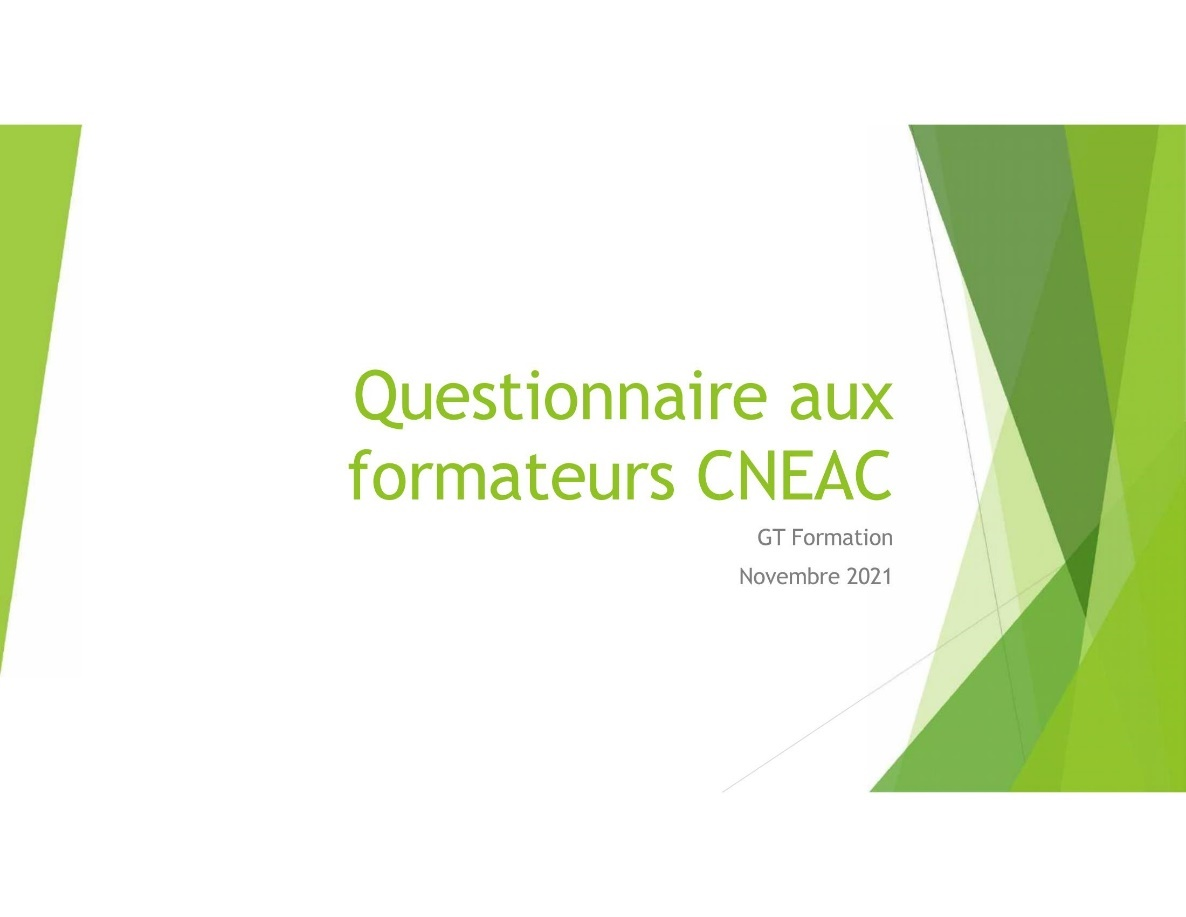 Questionnaire aux
formateurs CNEAC
GT Formation
Novembre 2021